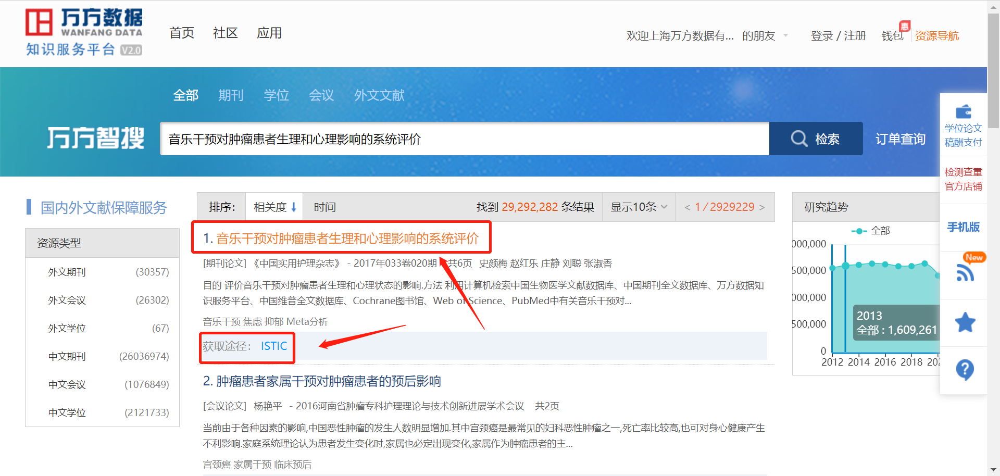 万方数据
WANFANG DATA
知识服务平台 V2.0
首页 社区 应用
欢迎上海万方数据有... 的朋友 登录 / 注册 钱包 惠 资源导航
全部 期刊 学位 会议 外文文献
万方智搜
音乐干预对肿瘤患者生理和心理影响的系统评价
检索
订单查询
国内外文献保障服务
资源类型
外文期刊 (30357)
外文会议 (26302)
外文学位 (67)
中文期刊 (26036974)
中文会议 (1076849)
中文学位 (2121733)
排序: 相关度 时间 找到 29,292,282 条结果 显示10条 < 1 / 2929229 >
1. 音乐干预对肿瘤患者生理和心理影响的系统评价
[期刊论文] 《中国实用护理杂志》 - 2017年033卷020期 共6页 史颜梅 赵红乐 庄静 刘聪 张淑香
目的 评价音乐干预对肿瘤患者生理和心理状态的影响.方法 利用计算机检索中国生物医学文献数据库、中国期刊全文数据库、万方数据知
识服务平台、中国维普全文数据库、Cochrane图书馆、Web of Science、PubMed中有关音乐干预对...
音乐干预 焦虑 抑郁 Meta分析
获取途径: ISTIC
2. 肿瘤患者家属干预对肿瘤患者的预后影响
[会议论文] 杨艳平 - 2016河南省肿瘤专科护理理论与技术创新进展学术会议 共2页
当前由于各种因素的影响,中国恶性肿瘤的发生人数明显增加.其中宫颈癌是最常见的妇科恶性肿瘤之一,死亡率比较高,也可对身心健康产生
不利影响.家庭系统理论认为患者发生变化时,家属也必定出现变化,家属作为肿瘤患者的主...
宫颈癌 家属干预 临床预后
研究趋势
全部
000,000
500,000
000,000
500,000
0
2012 2014 2016 2018 202
2013
全部 : 1,609,261
学位论文
稿酬支付
检测查重
官方店铺
手机版
New